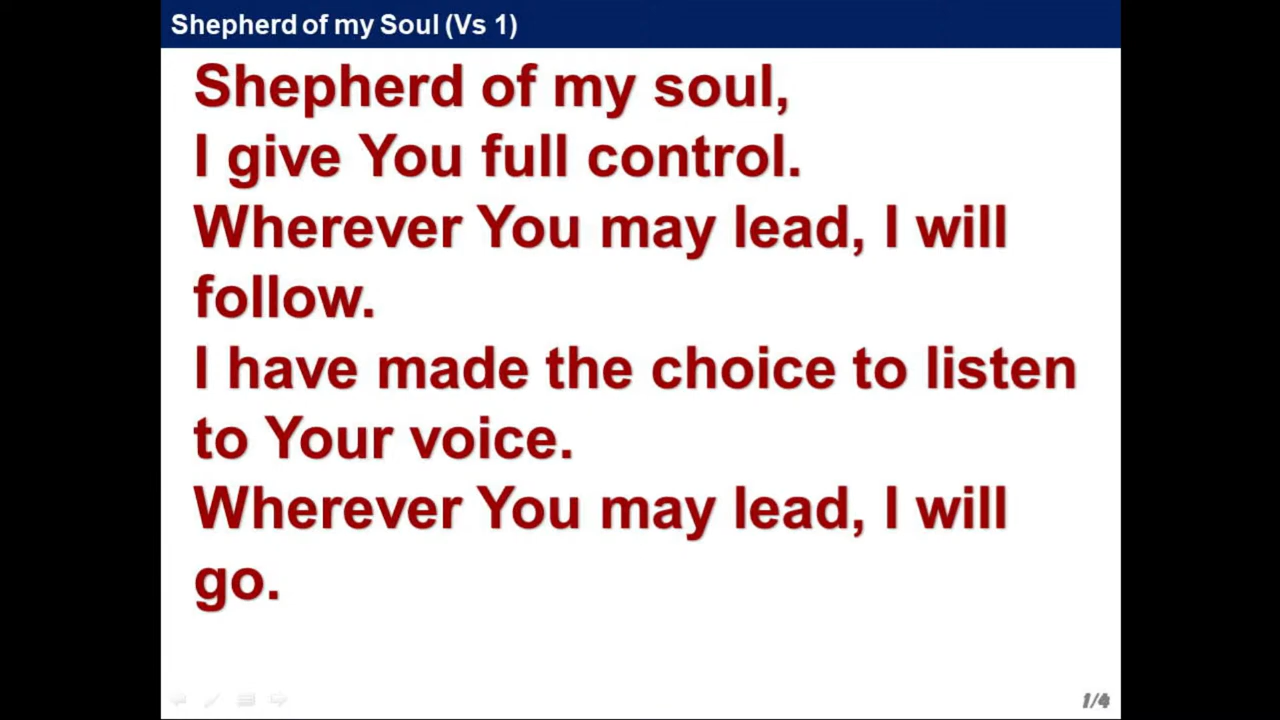 Shepherd of my Soul (Vs 1)
Shepherd of my soul,
I give You full control.
Wherever You may lead, I will
follow.
I have made the choice to listen
to Your voice.
Wherever You may lead, I will
go.
1/4